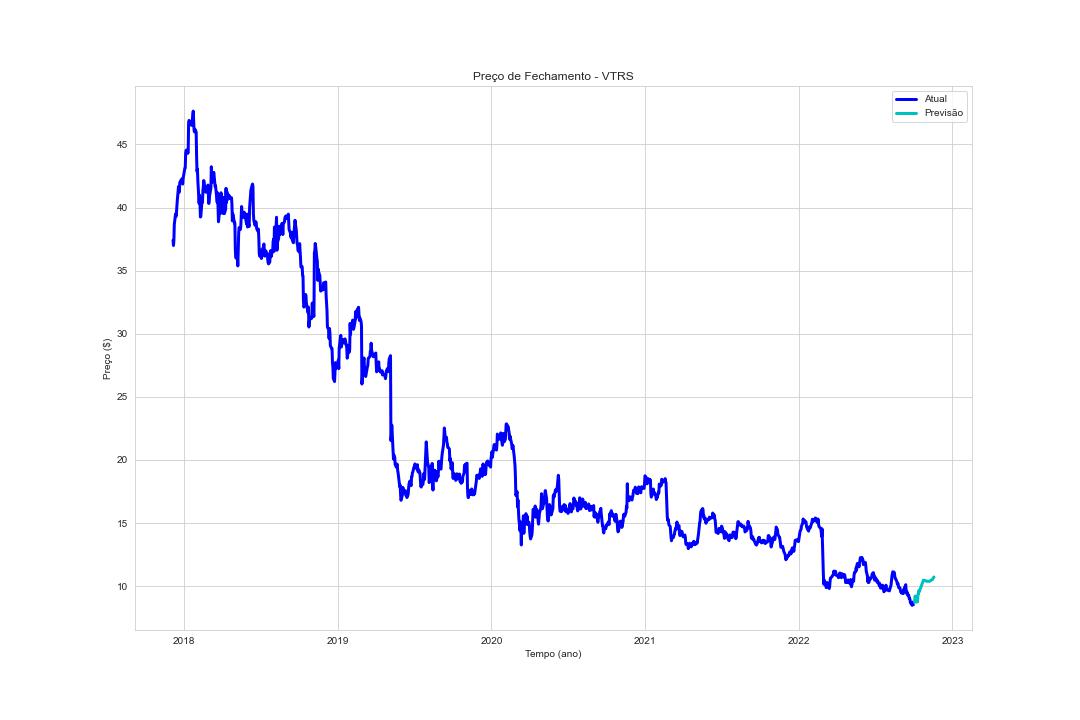 Preço de Fechamento - VTRS
Atual
Previsão
45
40
35
30
25
20
15
10
Preço ($)
2018 2019 2020 2021 2022 2023
Tempo (ano)